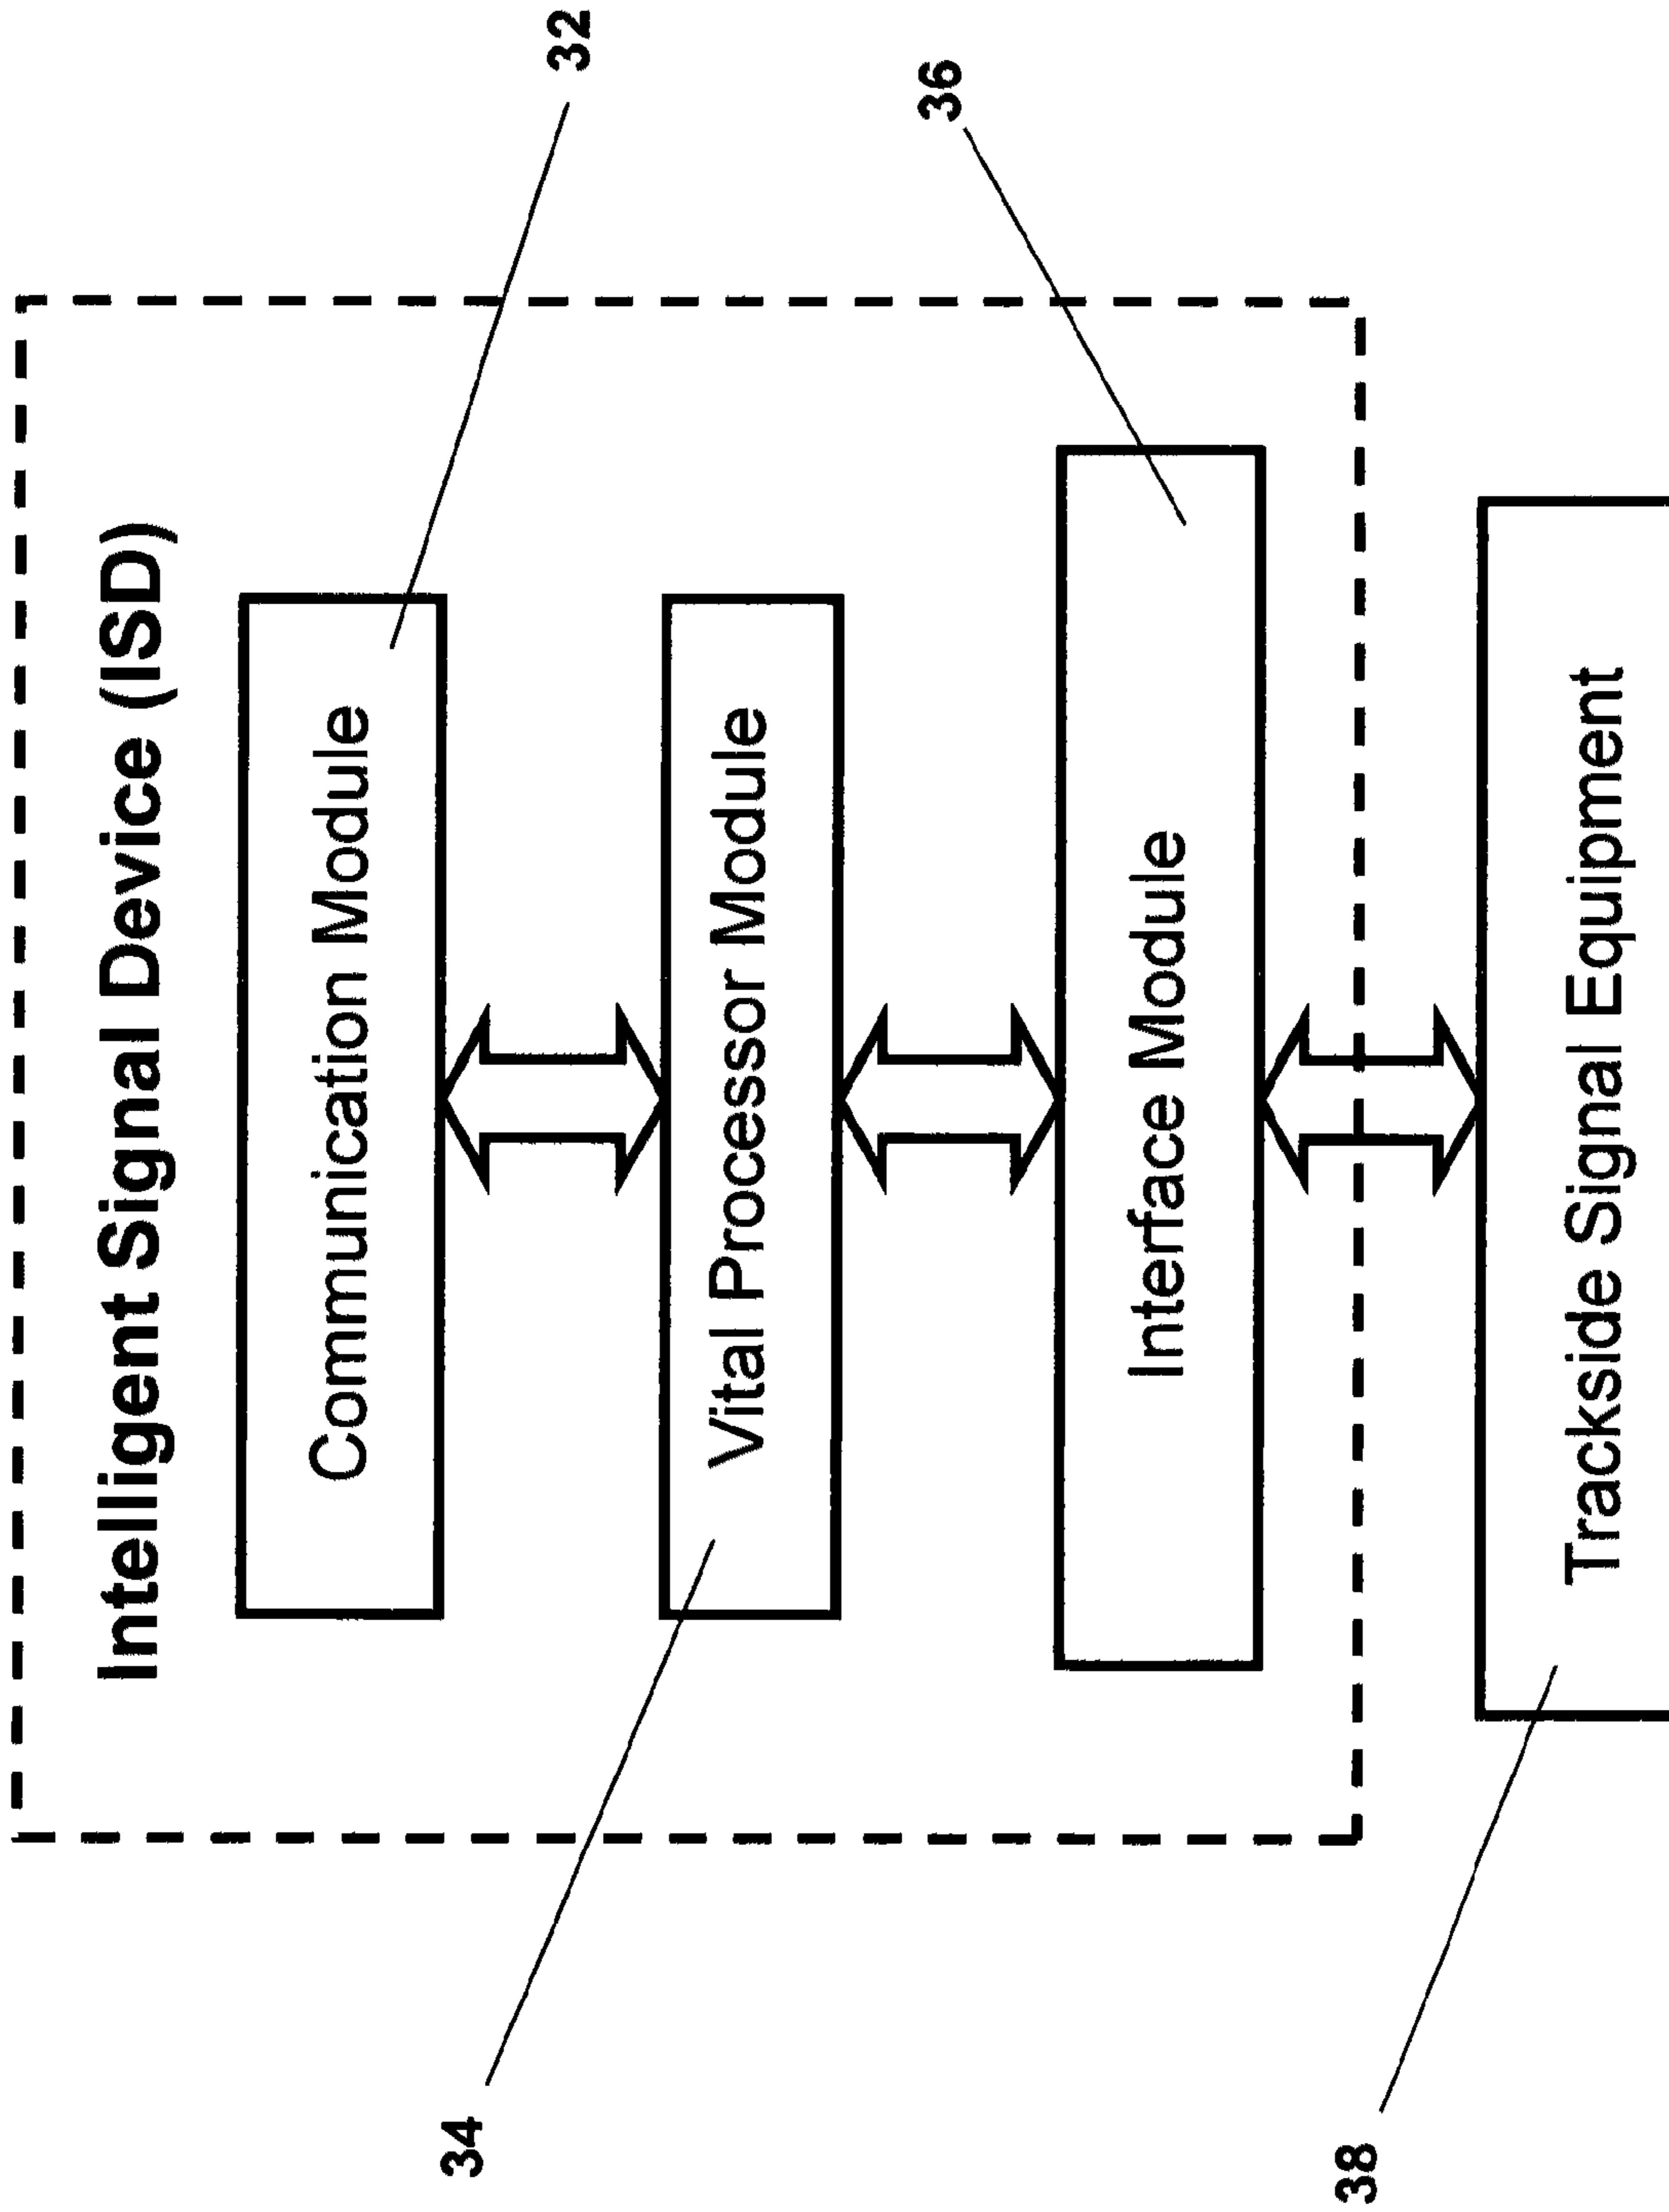 Intelligent Signal Device (ISD)
Communication Module
32
34
Vital Processor Module
36
Interface Module
38
Trackside Signal Equipment